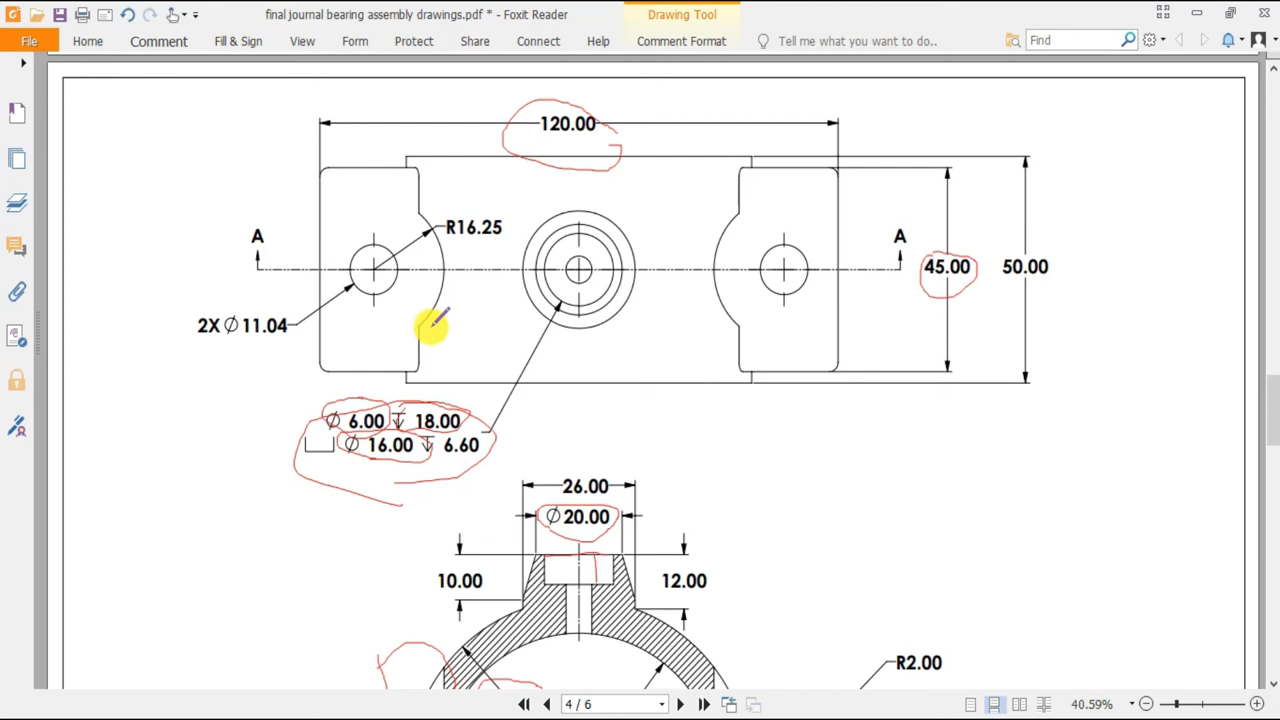 final journal bearing assembly drawings.pdf * - Foxit Reader
Drawing Tool
File Home Comment Fill & Sign View Form Protect Share Connect Help Comment Format Tell me what you want to do.. Find
120.00
A
R16.25
A
45.00
50.00
2X Ø 11.04
Ø 6.00 ↧ 18.00
⌴ Ø 16.00 ↧ 6.60
26.00
Ø 20.00
10.00
12.00
R2.00
4 / 6
40.59%